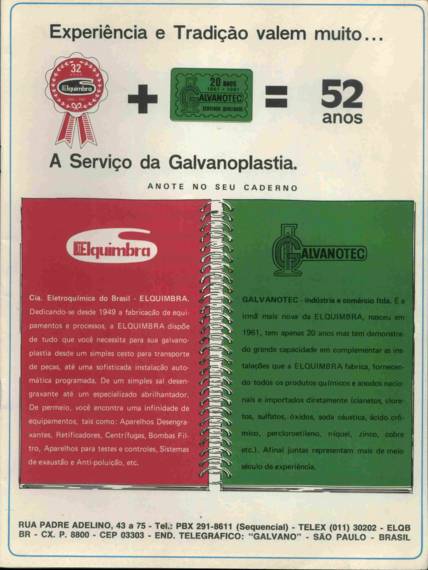 Experiência e Tradição valem muito...
32
Elquimbra
20 ANOS
1961 • 1981
GALVANOTEC
52
anos
A Serviço da Galvanoplastia.
ANOTE NO SEU CADERNO
Elquimbra
Cia. Eletroquímica do Brasil - ELQUIMBRA.
Dedicando-se desde 1949 a fabricação de equi-
pamentos e processos, a ELQUIMBRA dispõe
de tudo que você necessita para sua galvano-
plastia desde um simples cesto para transporte
de peças, até uma sofisticada instalação auto-
mática programada. De um simples sal desen-
graxante até um especializado abrilhantador.
De permeio, você encontra uma infinidade de
equipamentos, tais como: Aparelhos Desengra-
xantes, Retificadores, Centrífugas, Bombas Fil-
tro, Aparelhos para testes e controles, Sistemas
de exaustão e Anti-poluição, etc.
GALVANOTEC
GALVANOTEC - indústria e comércio ltda. É a
irmã mais nova da ELQUIMBRA, nasceu em
1961, tem apenas 20 anos mas tem demonstra-
do grande capacidade em complementar as ins-
talações que a ELQUIMBRA fabrica, fornecen-
do todos os produtos químicos e anodos nacio-
nais e importados diretamente (cianetos, clore-
tos, sulfatos, óxidos, soda cáustica, ácido crô-
mico, percloroetileno, níquel, zinco, cobre
etc.). Afinal juntas representam mais de meio
século de experiência.
RUA PADRE ADELINO, 43 a 75 - Tel.: PBX 291-8611 (Sequencial) - TELEX (011) 30202 - ELQB
BR - CX. P. 8800 - CEP 03303 - END. TELEGRÁFICO: "GALVANO" - SÃO PAULO - BRASIL